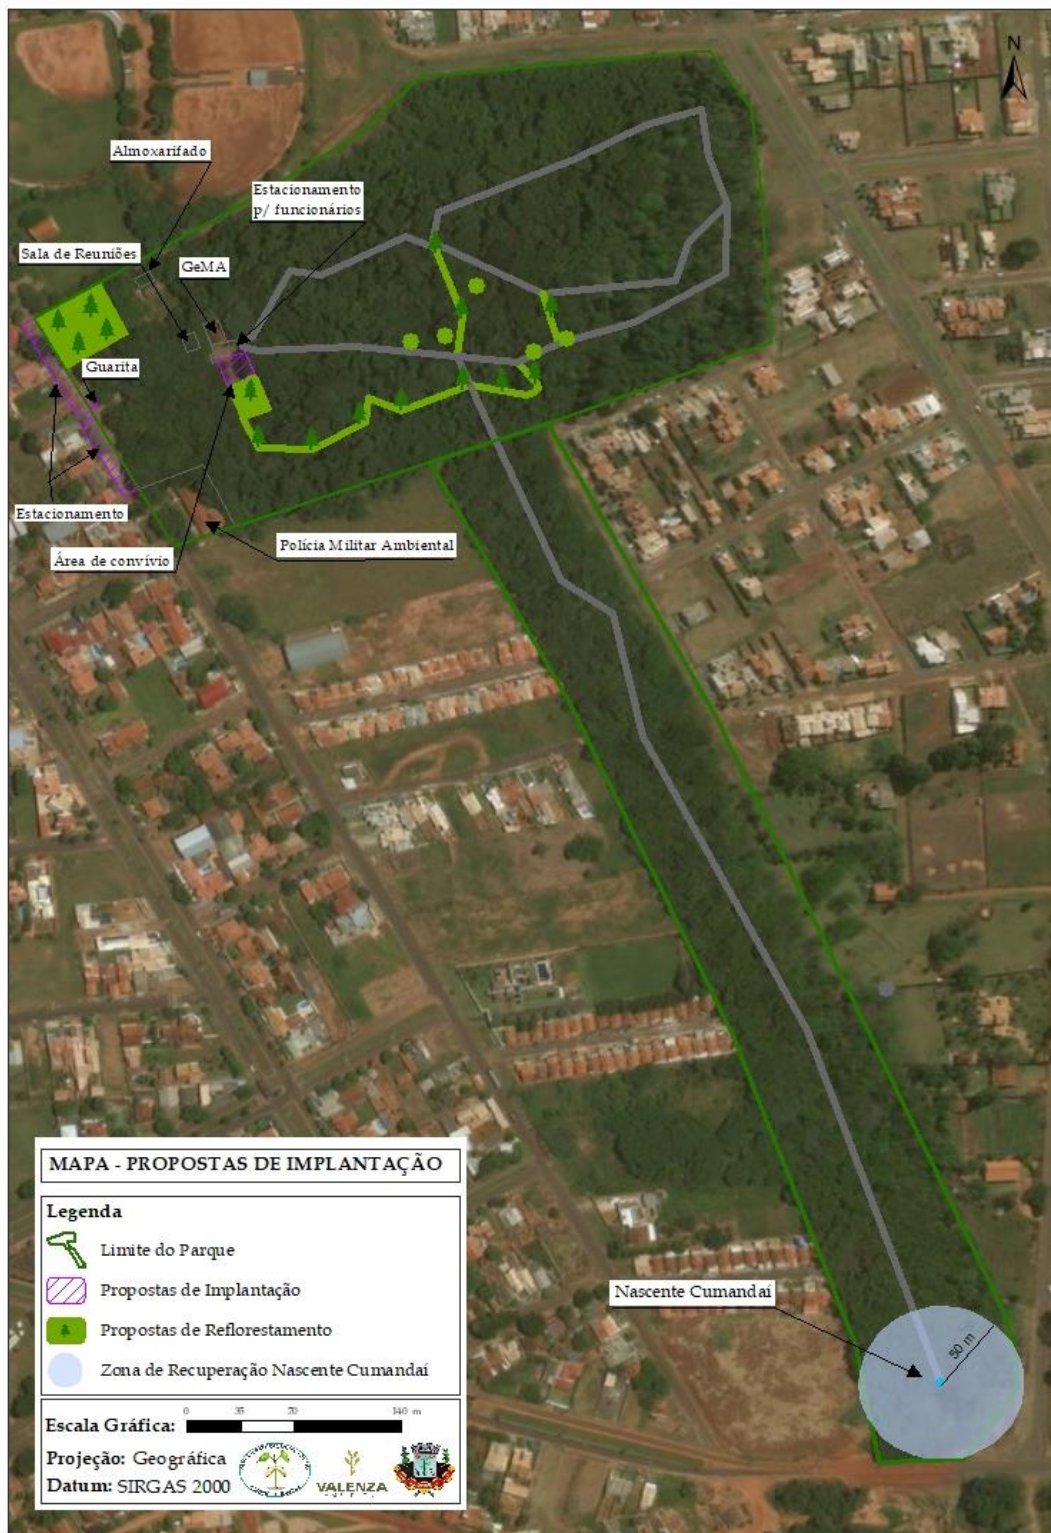 N
Almoxarifado
Estacionamento
p/ funcionários
Sala de Reuniões
GeMA
Guarita
Estacionamento
Área de convívio
Polícia Militar Ambiental
Nascente Cumandaí
50 m
MAPA - PROPOSTAS DE IMPLANTAÇÃO
Legenda
Limite do Parque
Propostas de Implantação
Propostas de Reflorestamento
Zona de Recuperação Nascente Cumandaí
Escala Gráfica: 0 35 70 140 m
Projeção: Geográfica
Datum: SIRGAS 2000
VALENZA